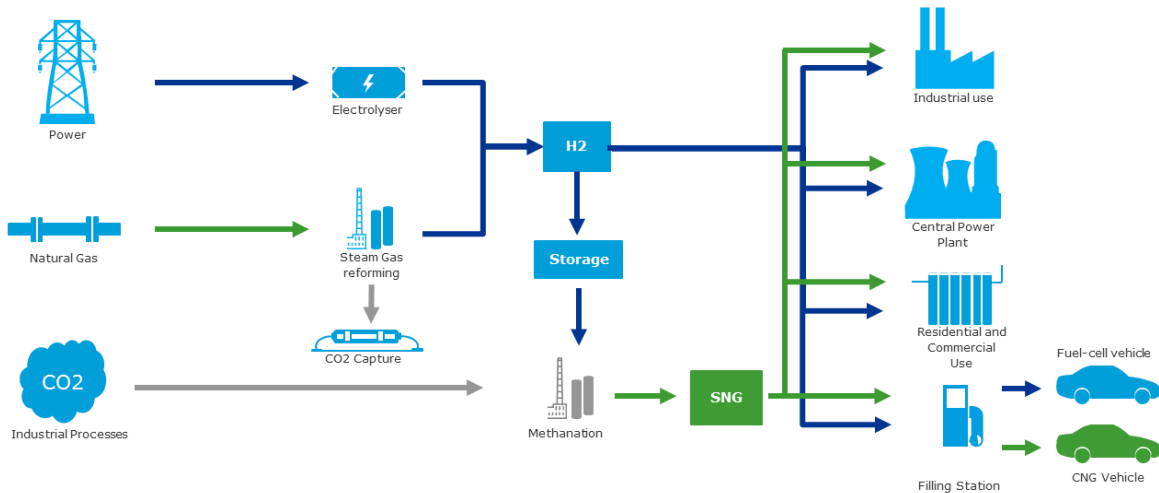 Power
Electrolyser
H2
Industrial use
Natural Gas
Steam Gas
reforming
Storage
Central Power
Plant
CO2 Capture
Residential and
Commercial
Use
CO2
Industrial Processes
Methanation
SNG
Filling Station
Fuel-cell vehicle
CNG Vehicle